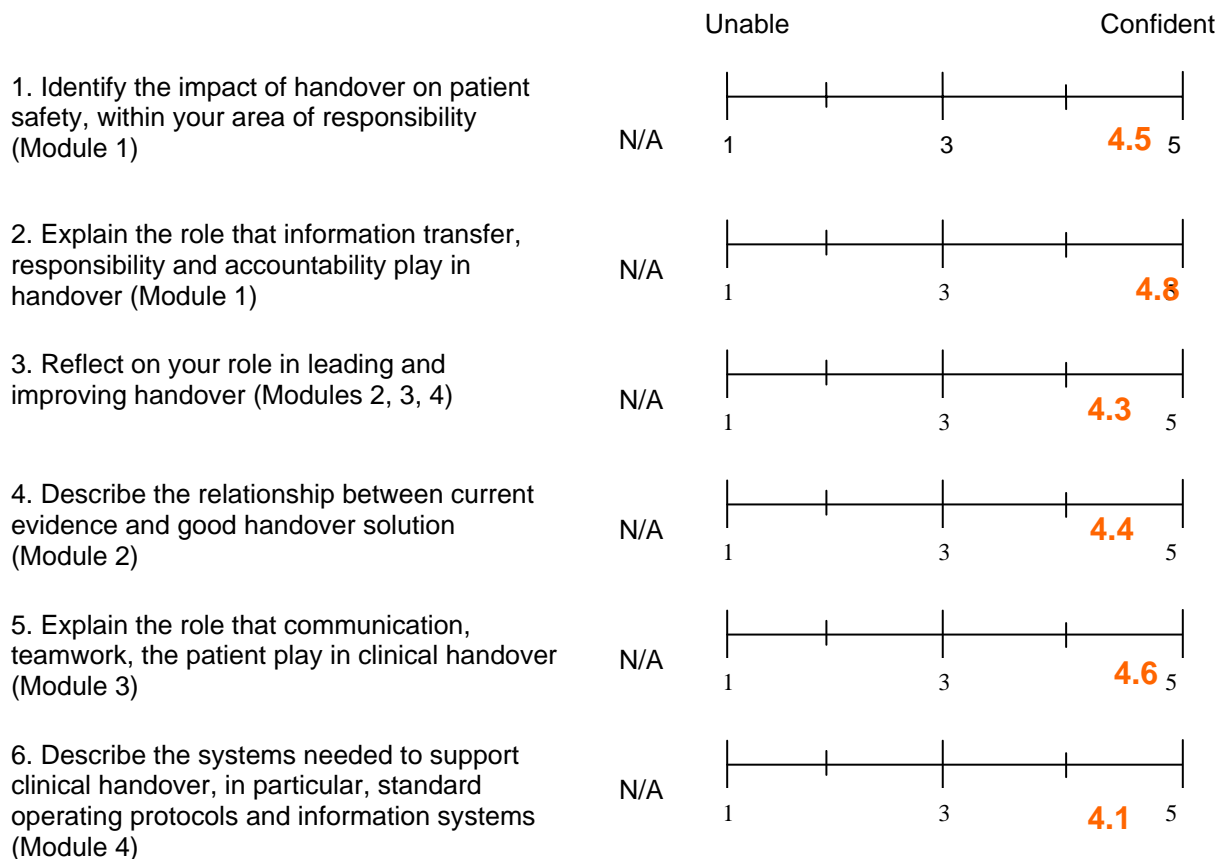 Unable Confident
1. Identify the impact of handover on patient
safety, within your area of responsibility
(Module 1)
N/A 1 3 4.5 5
2. Explain the role that information transfer,
responsibility and accountability play in
handover (Module 1)
N/A 1 3 4.8 5
3. Reflect on your role in leading and
improving handover (Modules 2, 3, 4)
N/A 1 3 4.3 5
4. Describe the relationship between current
evidence and good handover solution
(Module 2)
N/A 1 3 4.4 5
5. Explain the role that communication,
teamwork, the patient play in clinical handover
(Module 3)
N/A 1 3 4.6 5
6. Describe the systems needed to support
clinical handover, in particular, standard
operating protocols and information systems
(Module 4)
N/A 1 3 4.1 5